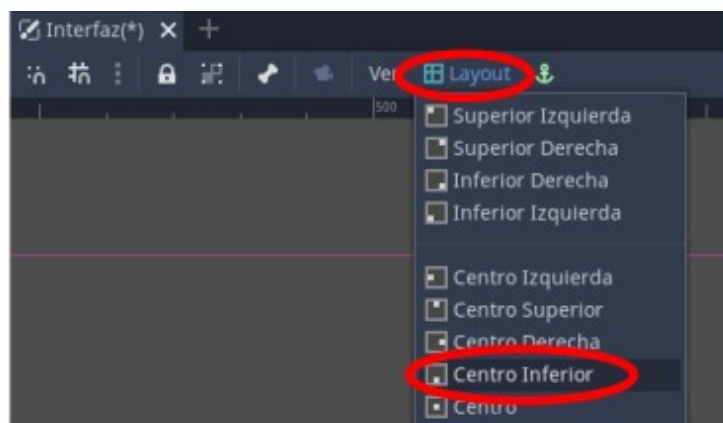 Interfaz(*)
Ver
Layout
500
Superior Izquierda
Superior Derecha
Inferior Derecha
Inferior Izquierda
Centro Izquierda
Centro Superior
Centro Derecha
Centro Inferior
Centro